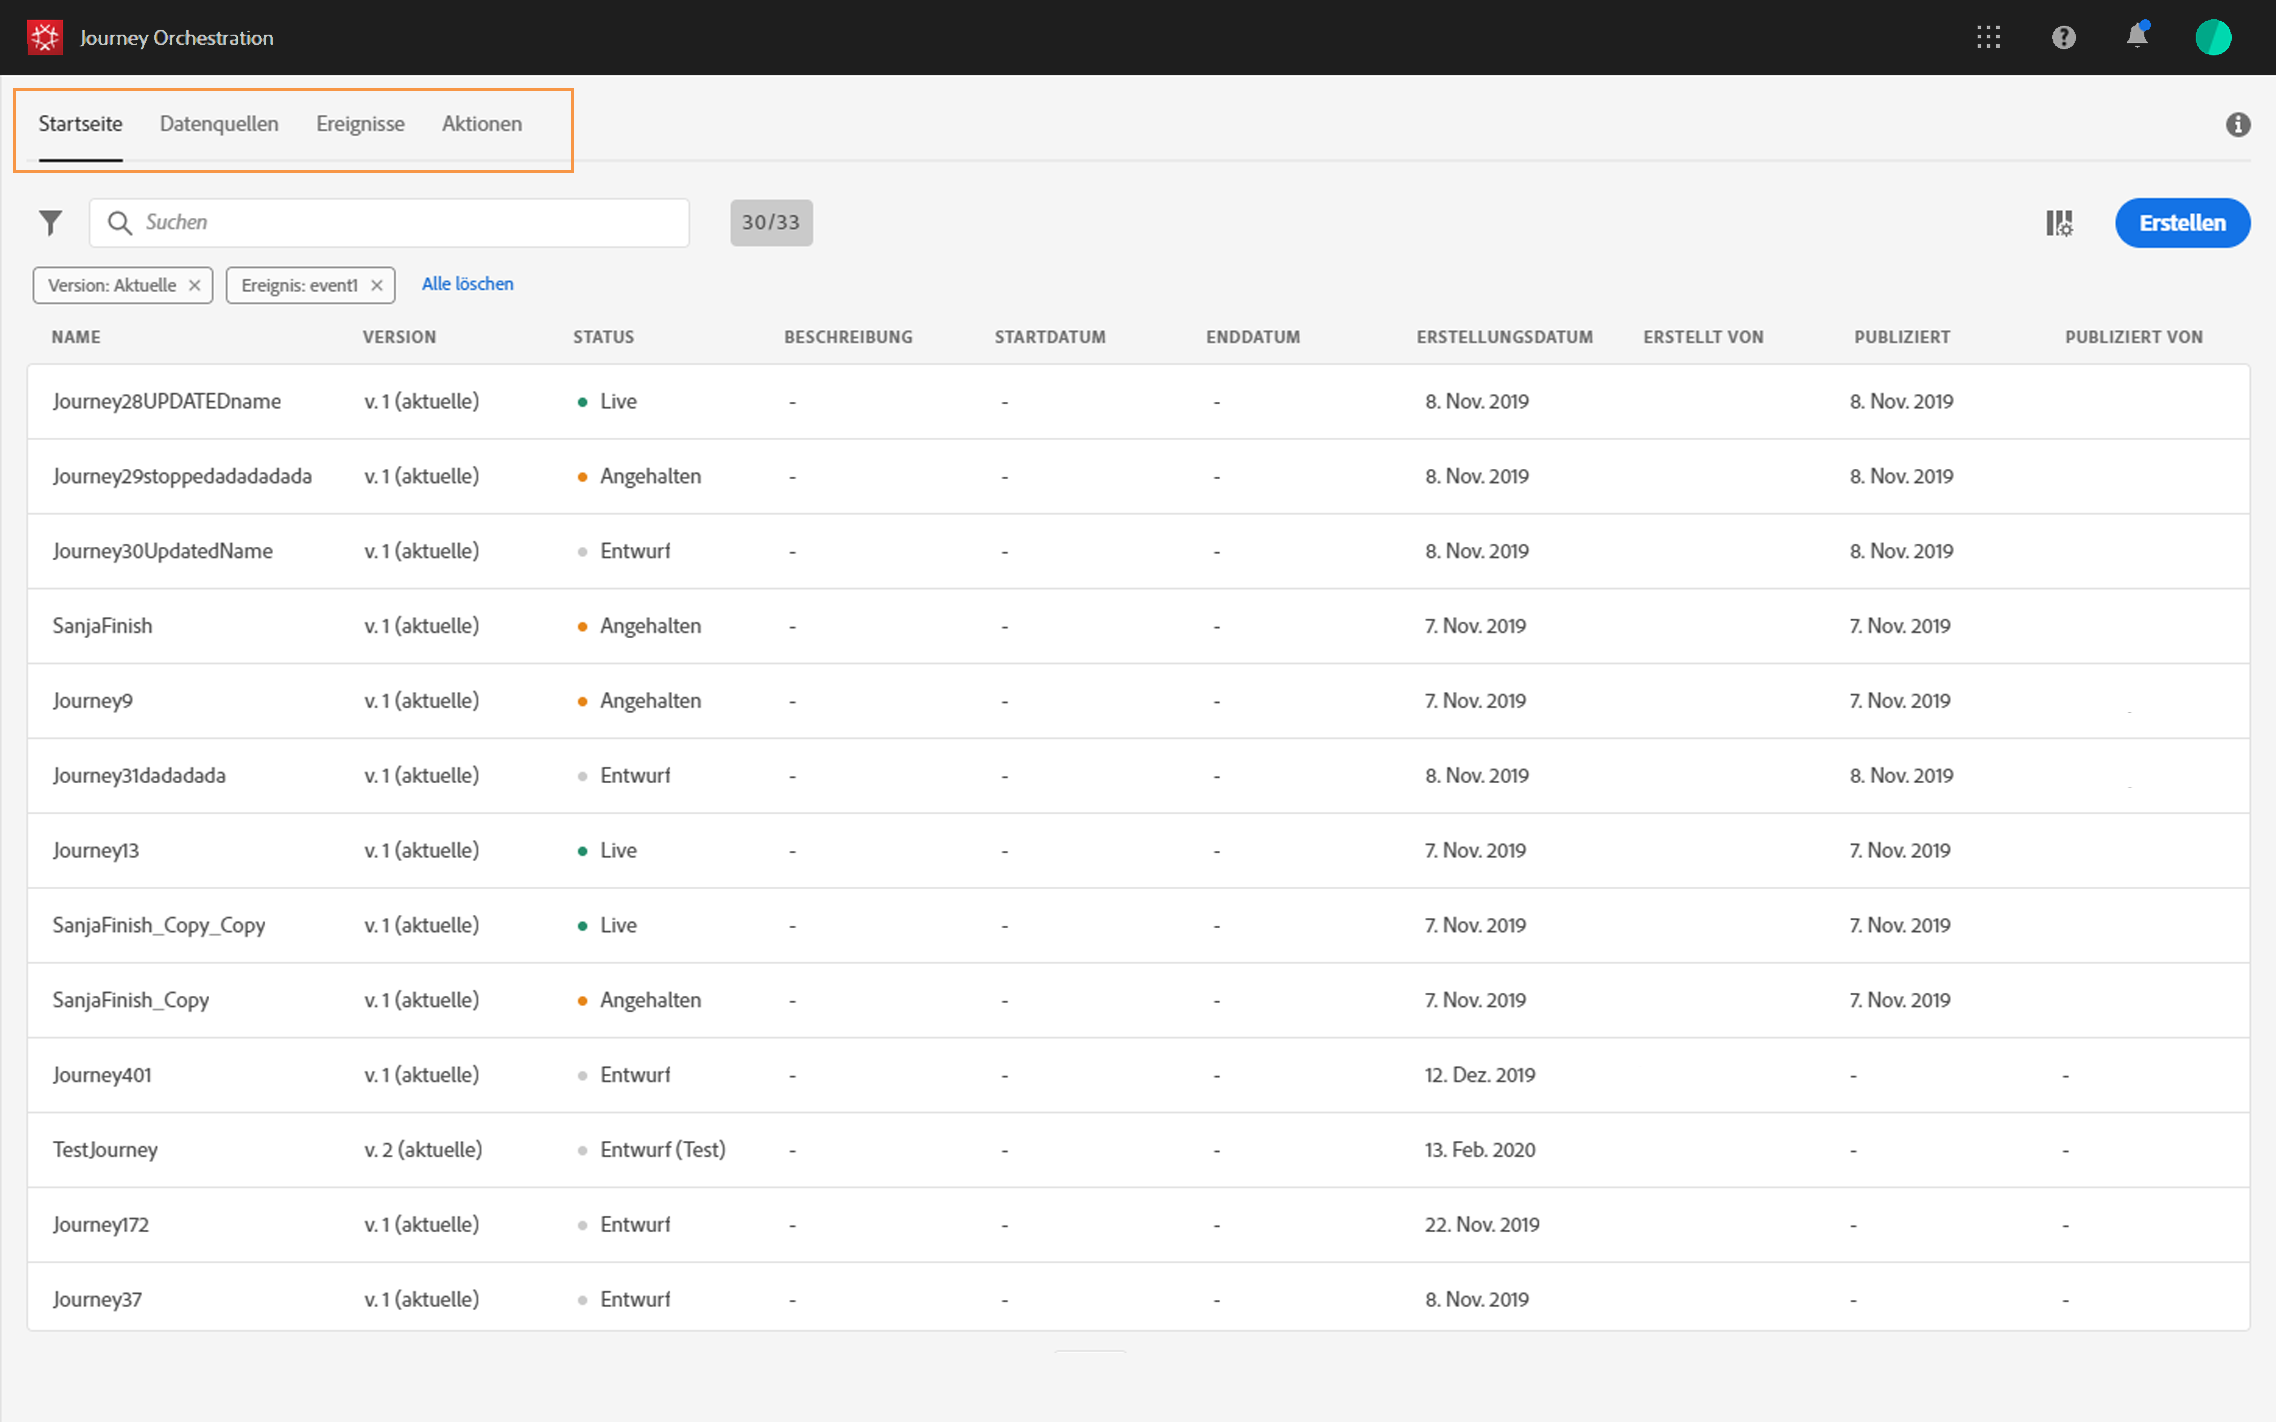 Journey Orchestration
Startseite Datenquellen Ereignisse Aktionen
Suchen 30/33 Erstellen
Version: Aktuelle Ereignis: event1 Alle löschen
NAME VERSION STATUS BESCHREIBUNG STARTDATUM ENDDATUM ERSTELLUNGSDATUM ERSTELLT VON PUBLIZIERT PUBLIZIERT VON
Journey28UPDATEDname v. 1 (aktuelle) Live - - - 8. Nov. 2019 8. Nov. 2019
Journey29stoppedadadadada v. 1 (aktuelle) Angehalten - - - 8. Nov. 2019 8. Nov. 2019
Journey30UpdatedName v. 1 (aktuelle) Entwurf - - - 8. Nov. 2019 8. Nov. 2019
SanjaFinish v. 1 (aktuelle) Angehalten - - - 7. Nov. 2019 7. Nov. 2019
Journey9 v. 1 (aktuelle) Angehalten - - - 7. Nov. 2019 7. Nov. 2019
Journey31dadadada v. 1 (aktuelle) Entwurf - - - 8. Nov. 2019 8. Nov. 2019
Journey13 v. 1 (aktuelle) Live - - - 7. Nov. 2019 7. Nov. 2019
SanjaFinish_Copy_Copy v. 1 (aktuelle) Live - - - 7. Nov. 2019 7. Nov. 2019
SanjaFinish_Copy v. 1 (aktuelle) Angehalten - - - 7. Nov. 2019 7. Nov. 2019
Journey401 v. 1 (aktuelle) Entwurf - - - 12. Dez. 2019 - -
TestJourney v. 2 (aktuelle) Entwurf (Test) - - - 13. Feb. 2020 - -
Journey172 v. 1 (aktuelle) Entwurf - - - 22. Nov. 2019 - -
Journey37 v. 1 (aktuelle) Entwurf - - - 8. Nov. 2019 - -